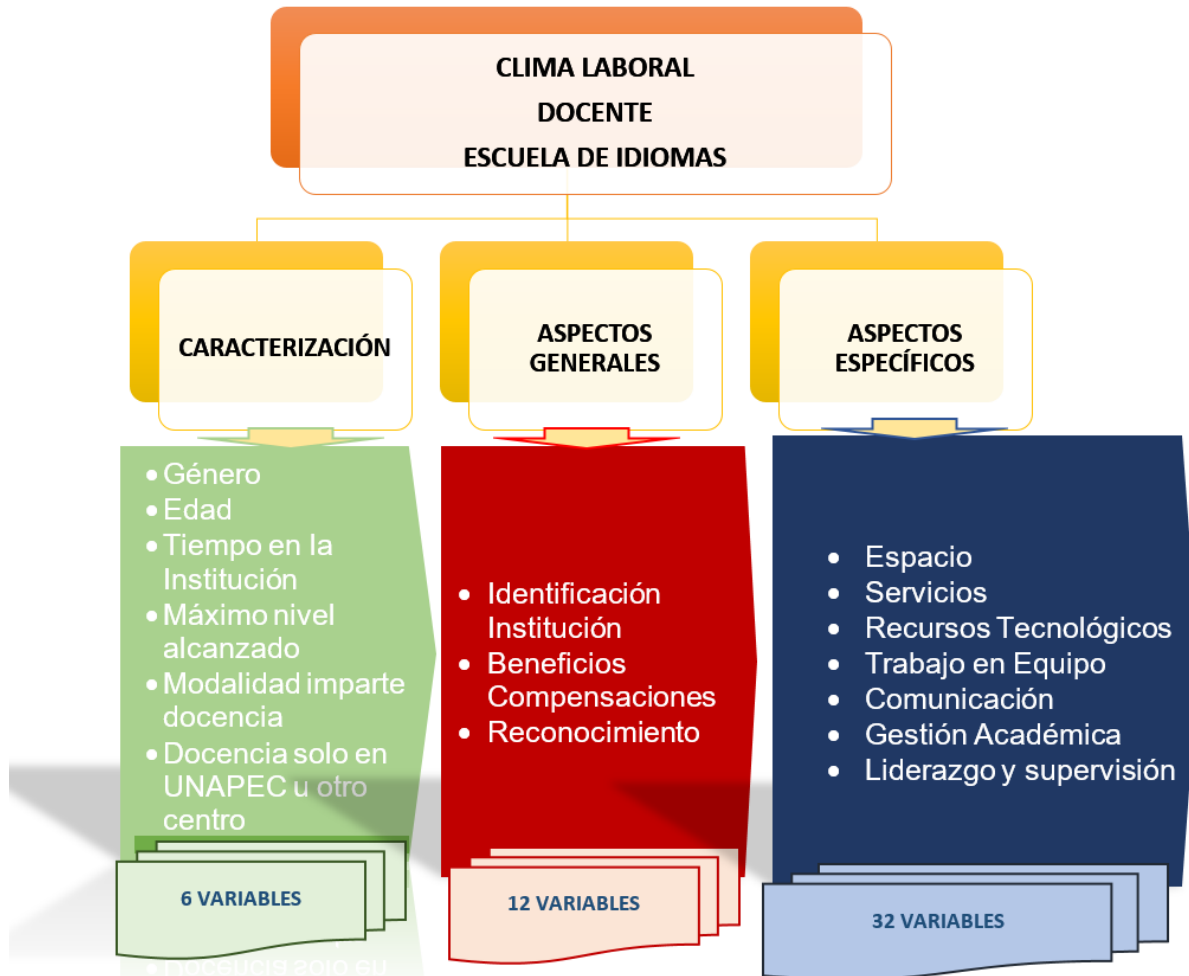 CLIMA LABORAL
DOCENTE
ESCUELA DE IDIOMAS
CARACTERIZACIÓN
ASPECTOS
GENERALES
ASPECTOS
ESPECÍFICOS
• Género
• Edad
• Tiempo en la
Institución
• Máximo nivel
alcanzado
• Modalidad imparte
docencia
• Docencia solo en
UNAPEC u otro
centro
6 VARIABLES
• Identificación
Institución
• Beneficios
Compensaciones
• Reconocimiento
12 VARIABLES
• Espacio
• Servicios
• Recursos Tecnológicos
• Trabajo en Equipo
• Comunicación
• Gestión Académica
• Liderazgo y supervisión
32 VARIABLES